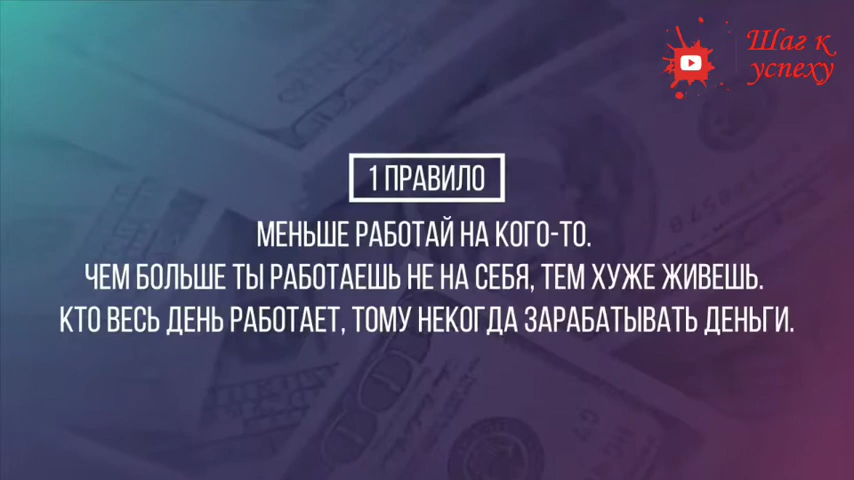 Шаг к
успеху
1 ПРАВИЛО
МЕНЬШЕ РАБОТАЙ НА КОГО-ТО.
ЧЕМ БОЛЬШЕ ТЫ РАБОТАЕШЬ НЕ НА СЕБЯ, ТЕМ ХУЖЕ ЖИВЕШЬ.
КТО ВЕСЬ ДЕНЬ РАБОТАЕТ, ТОМУ НЕКОГДА ЗАРАБАТЫВАТЬ ДЕНЬГИ.